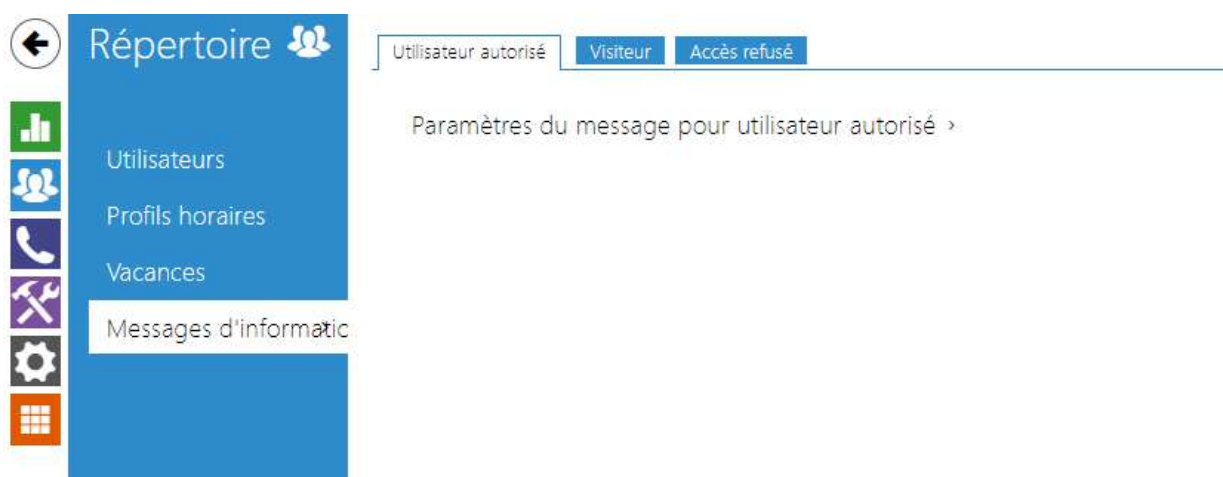 Répertoire
Utilisateur autorisé Visiteur Accès refusé
Paramètres du message pour utilisateur autorisé ›
Utilisateurs
Profils horaires
Vacances
Messages d'informatic